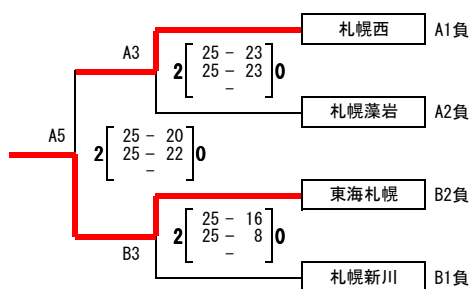 札幌西 A1負
A3
2 25 - 23 0
25 - 23
-
札幌藻岩 A2負
A5
2 25 - 20 0
25 - 22
-
東海札幌 B2負
2 25 - 16 0
25 - 8
-
B3
札幌新川 B1負